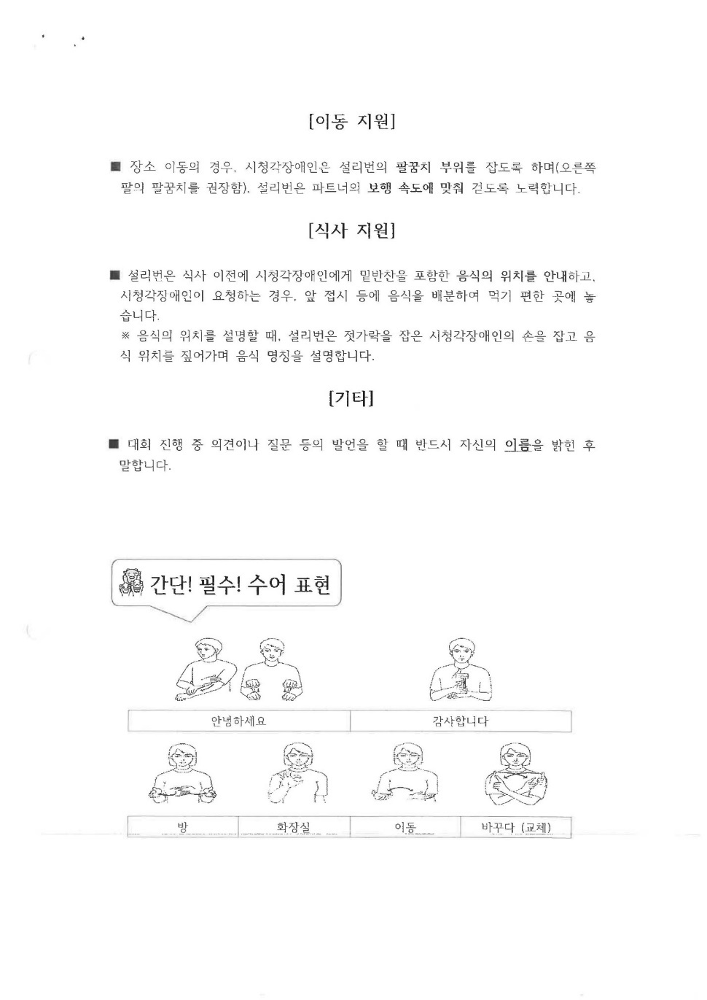 [이동 지원]
■ 장소 이동의 경우, 시청각장애인은 설리번의 팔꿈치 부위를 잡도록 하며(오른쪽
팔의 팔꿈치를 권장함), 설리번은 파트너의 보행 속도에 맞춰 걷도록 노력합니다.
[식사 지원]
■ 설리번은 식사 이전에 시청각장애인에게 밑반찬을 포함한 음식의 위치를 안내하고,
시청각장애인이 요청하는 경우, 앞 접시 등에 음식을 배분하여 먹기 편한 곳에 놓
습니다.
※ 음식의 위치를 설명할 때, 설리번은 젓가락을 잡은 시청각장애인의 손을 잡고 음
식 위치를 짚어가며 음식 명칭을 설명합니다.
[기타]
■ 대회 진행 중 의견이나 질문 등의 발언을 할 때 반드시 자신의 이름을 밝힌 후
말합니다.
간단! 필수! 수어 표현
안녕하세요 감사합니다
방 화장실 이동 바꾸다 (교체)